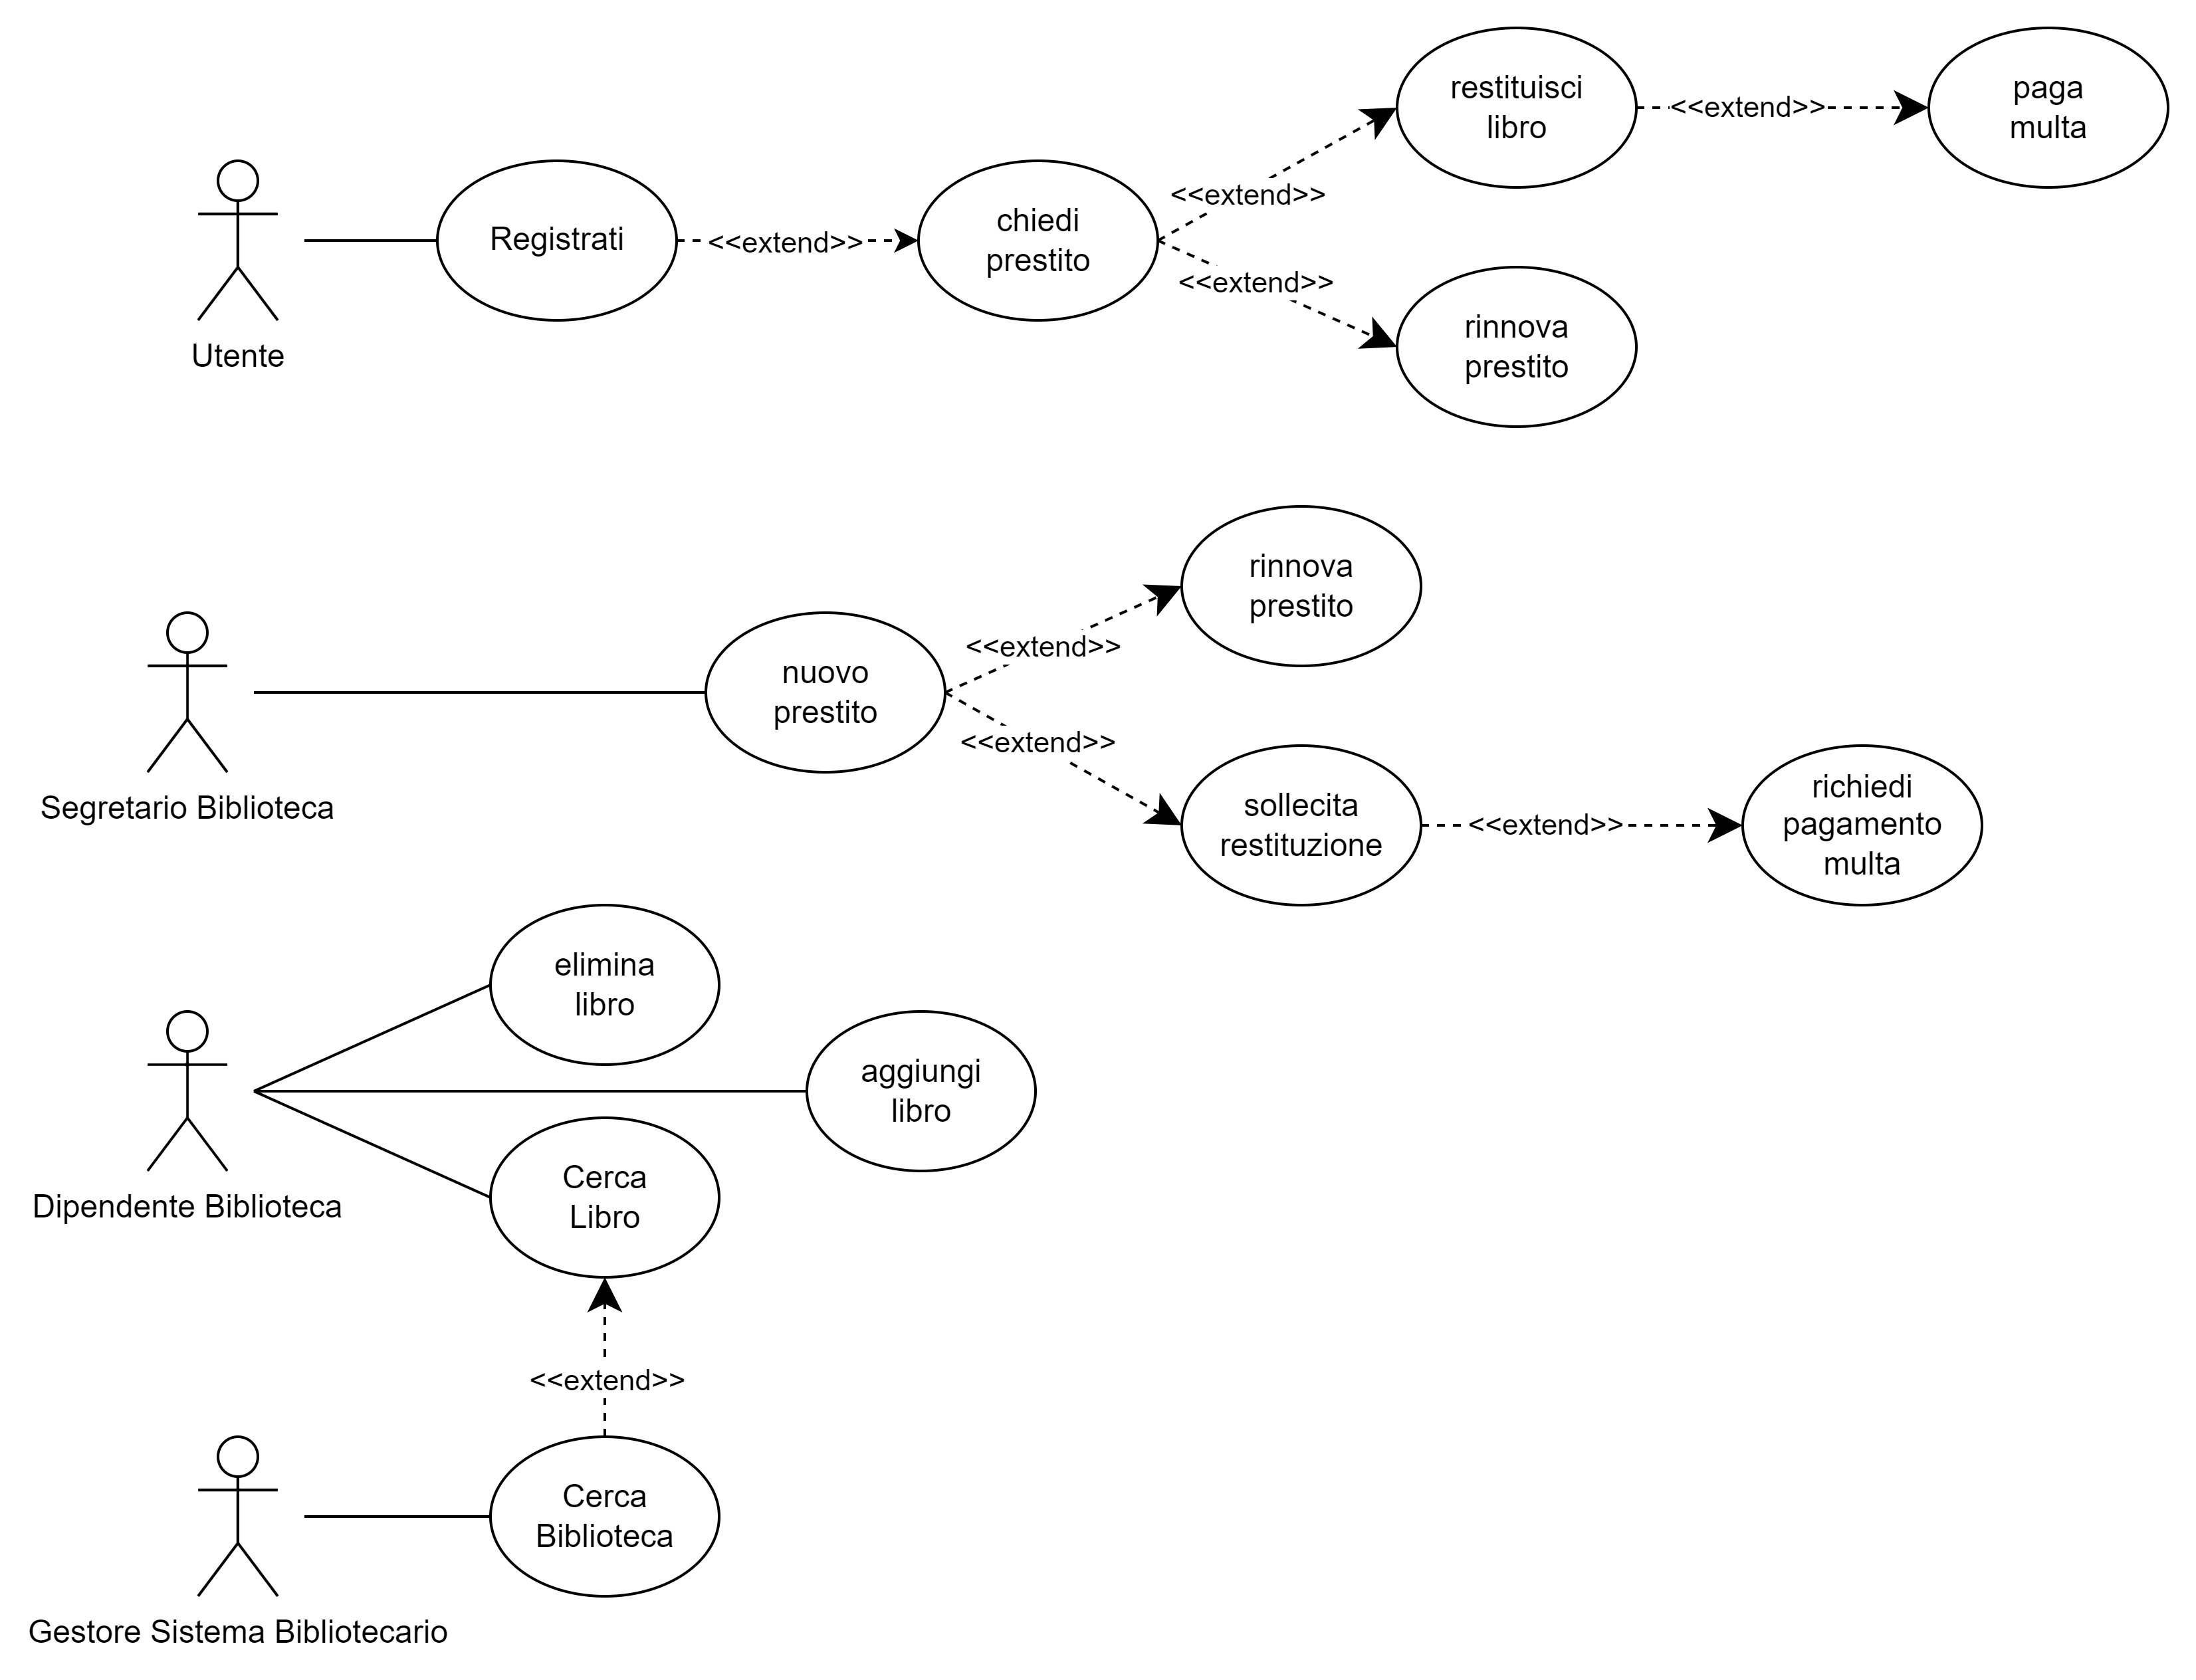 restituisci
libro
<<extend>>
paga
multa
Registrati
<<extend>>
chiedi
prestito
<<extend>>
<<extend>>
rinnova
prestito
Utente
rinnova
prestito
<<extend>>
nuovo
prestito
<<extend>>
sollecita
restituzione
<<extend>>
richiedi
pagamento
multa
Segretario Biblioteca
elimina
libro
aggiungi
libro
Cerca
Libro
Dipendente Biblioteca
<<extend>>
Cerca
Biblioteca
Gestore Sistema Bibliotecario